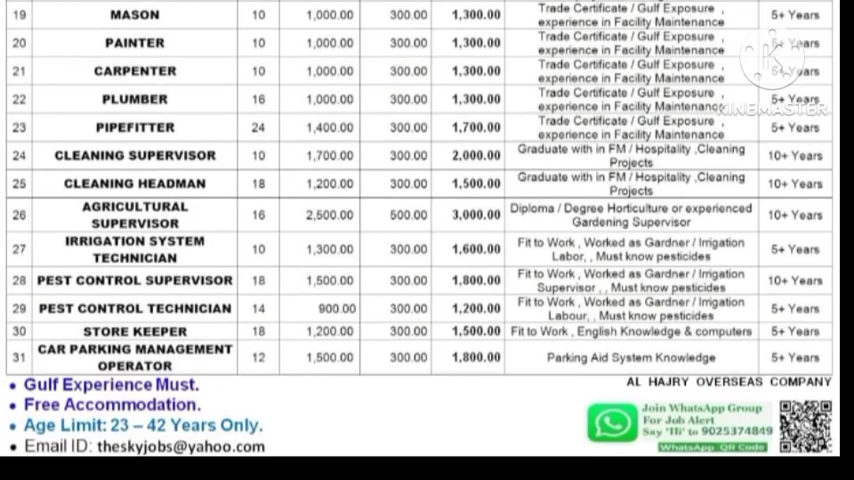 19 MASON 10 1,000.00 300.00 1,300.00 Trade Certificate / Gulf Exposure , experience in Facility Maintenance 5+ Years
20 PAINTER 10 1,000.00 300.00 1,300.00 Trade Certificate / Gulf Exposure , experience in Facility Maintenance 5+ Years
21 CARPENTER 10 1,000.00 300.00 1,300.00 Trade Certificate / Gulf Exposure , experience in Facility Maintenance 5+ Years
22 PLUMBER 16 1,000.00 300.00 1,300.00 Trade Certificate / Gulf Exposure , experience in Facility Maintenance 5+ Years
KINEMASTER
23 PIPEFITTER 24 1,400.00 300.00 1,700.00 Trade Certificate / Gulf Exposure , experience in Facility Maintenance 5+ Years
24 CLEANING SUPERVISOR 10 1,700.00 300.00 2,000.00 Graduate with in FM / Hospitality ,Cleaning Projects 10+ Years
25 CLEANING HEADMAN 18 1,200.00 300.00 1,500.00 Graduate with in FM / Hospitality ,Cleaning Projects 10+ Years
26 AGRICULTURAL SUPERVISOR 16 2,500.00 500.00 3,000.00 Diploma / Degree Horticulture or experienced Gardening Supervisor 10+ Years
27 IRRIGATION SYSTEM TECHNICIAN 10 1,300.00 300.00 1,600.00 Fit to Work , Worked as Gardner / Irrigation Labor, , Must know pesticides 5+ Years
28 PEST CONTROL SUPERVISOR 18 1,500.00 300.00 1,800.00 Fit to Work , Worked as Gardner / Irrigation Supervisor , , Must know pesticides 10+ Years
29 PEST CONTROL TECHNICIAN 14 900.00 300.00 1,200.00 Fit to Work , Worked as Gardner / Irrigation Labour, , Must know pesticides 5+ Years
30 STORE KEEPER 18 1,200.00 300.00 1,500.00 Fit to Work , English Knowledge & computers 5+ Years
31 CAR PARKING MANAGEMENT OPERATOR 12 1,500.00 300.00 1,800.00 Parking Aid System Knowledge 5+ Years
• Gulf Experience Must.
• Free Accommodation.
• Age Limit: 23 – 42 Years Only.
• Email ID: theskyjobs@yahoo.com
AL HAJRY OVERSEAS COMPANY
Join WhatsApp Group
For Job Alert
Say "Hi" to 9025374849
WhatsApp QR Code